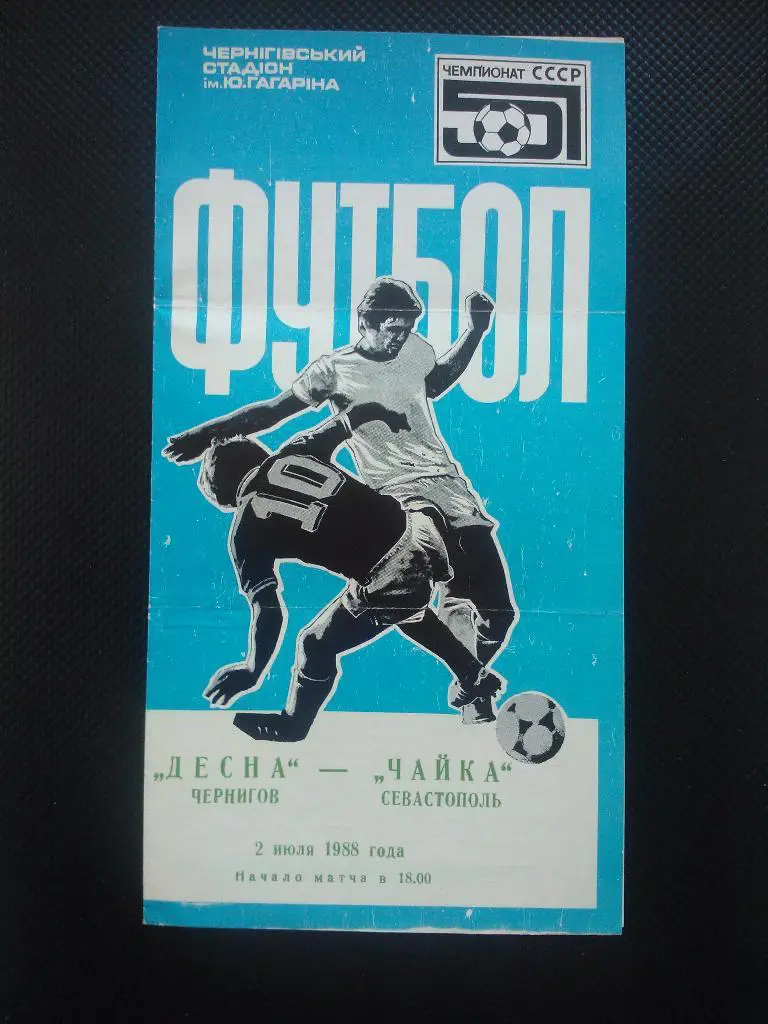 ЧЕРНІГІВСЬКИЙ
СТАДІОН
ім.Ю.ГАГАРІНА
ЧЕМПИОНАТ СССР
51
ФУТБОЛ
10
„ДЕСНА“ — „ЧАЙКА“
ЧЕРНИГОВ СЕВАСТОПОЛЬ
2 июля 1988 года
Начало матча в 18.00